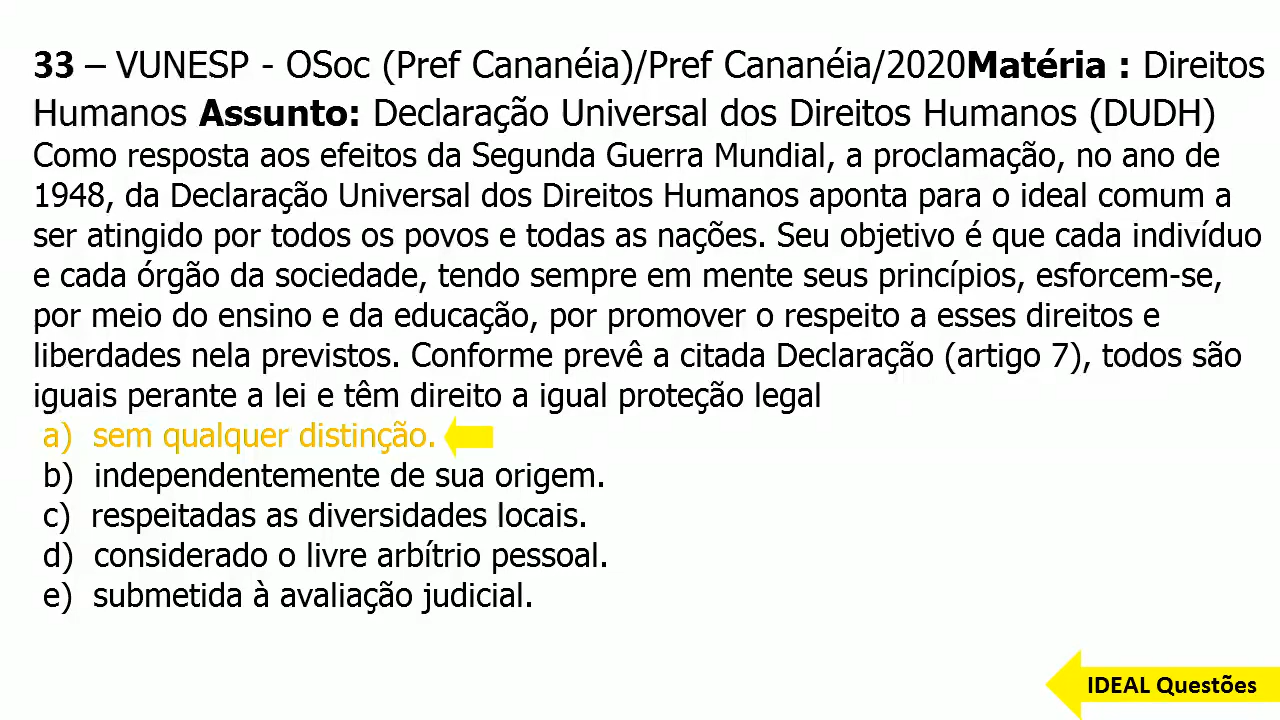 33 – VUNESP - OSoc (Pref Cananéia)/Pref Cananéia/2020Matéria : Direitos
Humanos Assunto: Declaração Universal dos Direitos Humanos (DUDH)
Como resposta aos efeitos da Segunda Guerra Mundial, a proclamação, no ano de
1948, da Declaração Universal dos Direitos Humanos aponta para o ideal comum a
ser atingido por todos os povos e todas as nações. Seu objetivo é que cada indivíduo
e cada órgão da sociedade, tendo sempre em mente seus princípios, esforcem-se,
por meio do ensino e da educação, por promover o respeito a esses direitos e
liberdades nela previstos. Conforme prevê a citada Declaração (artigo 7), todos são
iguais perante a lei e têm direito a igual proteção legal
a) sem qualquer distinção.
b) independentemente de sua origem.
c) respeitadas as diversidades locais.
d) considerado o livre arbítrio pessoal.
e) submetida à avaliação judicial.
IDEAL Questões